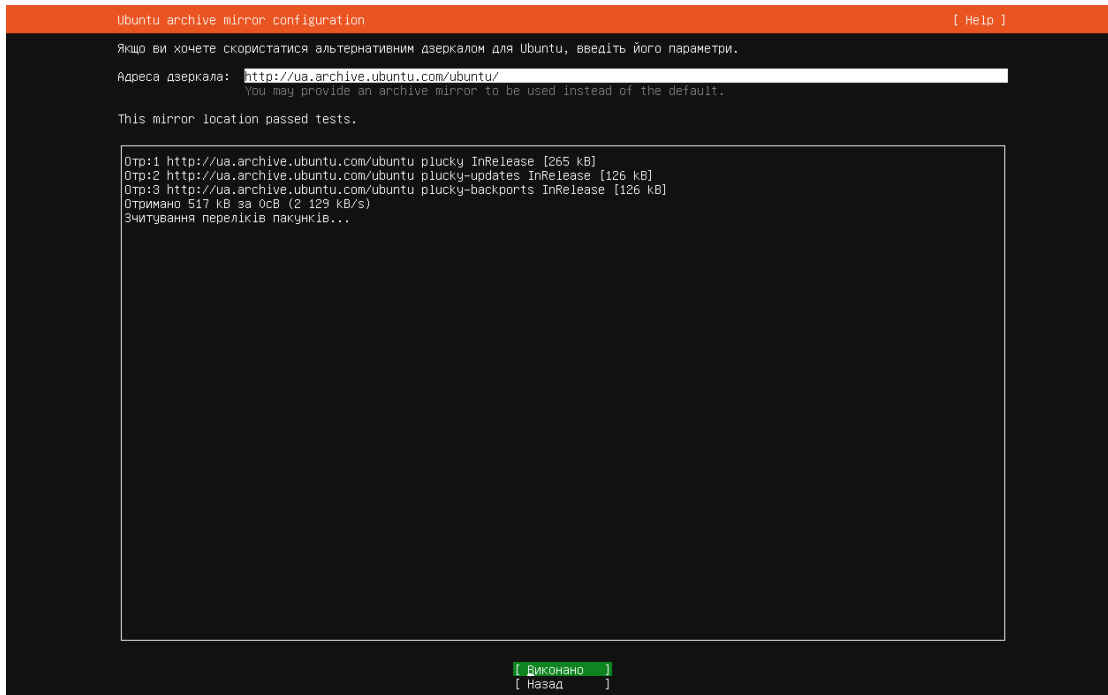 Ubuntu archive mirror configuration [ Help ]
Якщо ви хочете скористатися альтернативним дзеркалом для Ubuntu, введіть його параметри.
Адреса дзеркала: http://ua.archive.ubuntu.com/ubuntu/
You may provide an archive mirror to be used instead of the default.
This mirror location passed tests.
Отр:1 http://ua.archive.ubuntu.com/ubuntu plucky InRelease [265 kB]
Отр:2 http://ua.archive.ubuntu.com/ubuntu plucky-updates InRelease [126 kB]
Отр:3 http://ua.archive.ubuntu.com/ubuntu plucky-backports InRelease [126 kB]
Отримано 517 kB за 0сB (2 129 kB/s)
Зчитування переліків пакунків...
[ Виконано ]
[ Назад ]